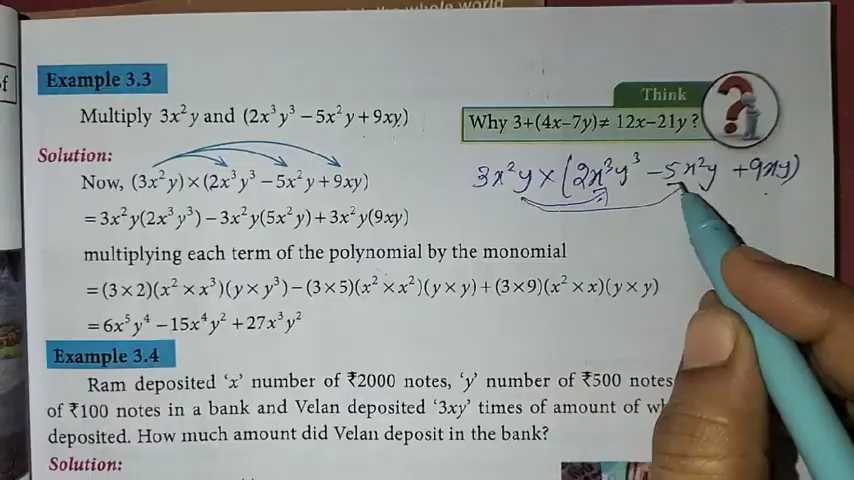 the whole world
of
Example 3.3
Multiply 3x²y and (2x³y³ − 5x²y + 9xy)
Think
Why 3+(4x−7y)≠ 12x−21y ?
Solution:
Now, (3x²y)×(2x³y³ − 5x²y + 9xy)
3x²y × (2x³y³ − 5x²y + 9xy)
= 3x²y(2x³y³) − 3x²y(5x²y) + 3x²y(9xy)
multiplying each term of the polynomial by the monomial
= (3×2)(x² × x³)(y × y³) − (3×5)(x² × x²)(y × y) + (3×9)(x² × x)(y × y)
= 6x⁵y⁴ − 15x⁴y² + 27x³y²
Example 3.4
Ram deposited ‘x’ number of ₹2000 notes, ‘y’ number of ₹500 notes
of ₹100 notes in a bank and Velan deposited ‘3xy’ times of amount of
deposited. How much amount did Velan deposit in the bank?
Solution: